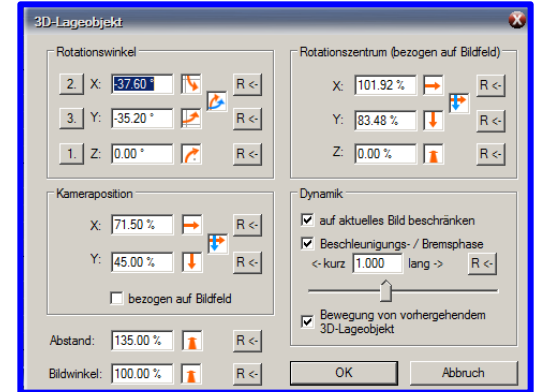 3D-Lageobjekt
Rotationswinkel
2. X: -37.60 ° R <-
3. Y: -35.20 ° R <-
1. Z: 0.00 ° R <-
Rotationszentrum (bezogen auf Bildfeld)
X: 101.92 % R <-
Y: 83.48 % R <-
Z: 0.00 % R <-
Kameraposition
X: 71.50 % R <-
Y: 45.00 % R <-
bezogen auf Bildfeld
Abstand: 135.00 % R <-
Bildwinkel: 100.00 % R <-
Dynamik
auf aktuelles Bild beschränken
Beschleunigungs- / Bremsphase
<- kurz 1.000 lang -> R <-
Bewegung von vorhergehendem
3D-Lageobjekt
OK Abbruch